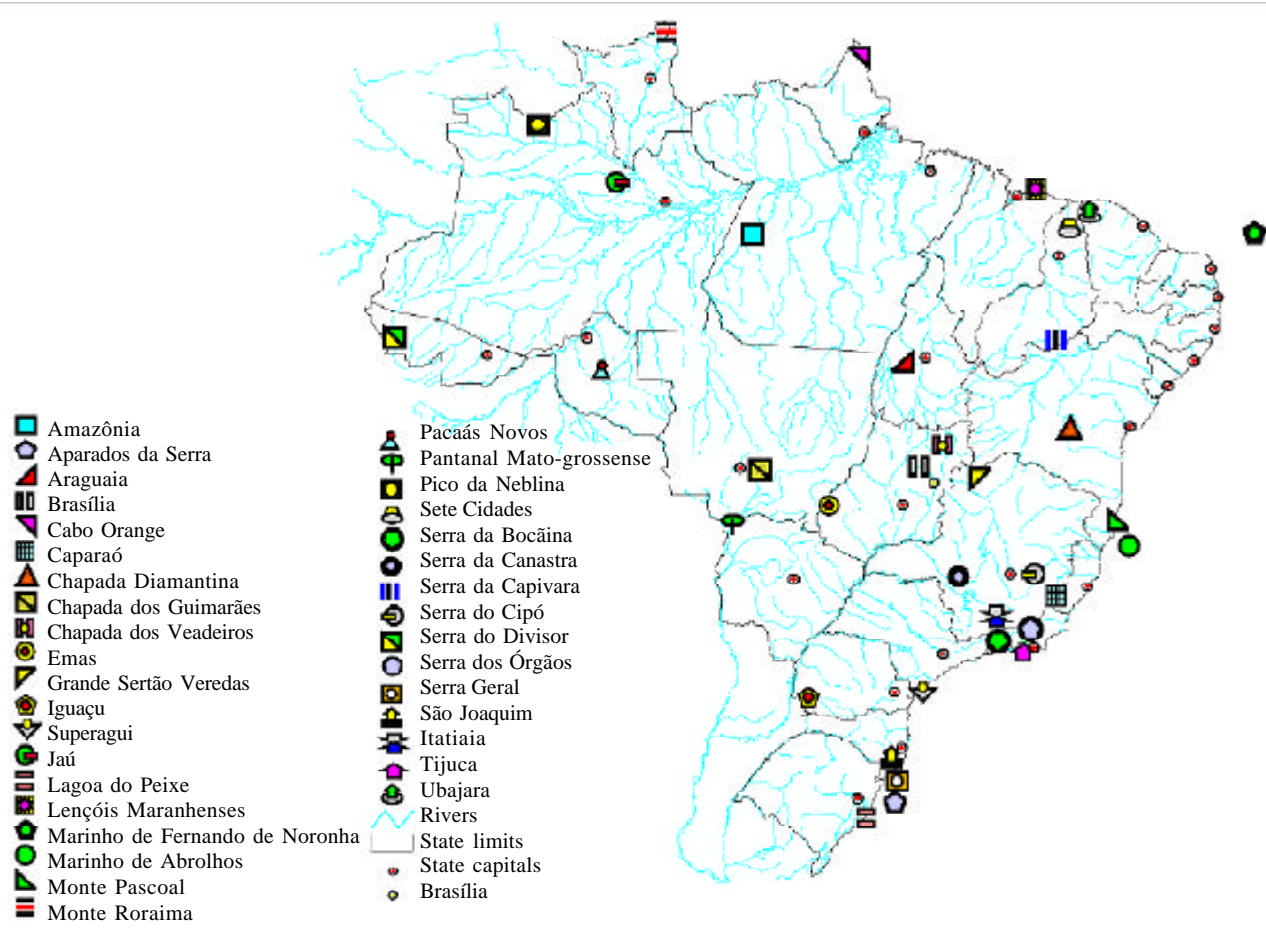 Amazônia
Aparados da Serra
Araguaia
Brasília
Cabo Orange
Caparaó
Chapada Diamantina
Chapada dos Guimarães
Chapada dos Veadeiros
Emas
Grande Sertão Veredas
Iguaçu
Superagui
Jaú
Lagoa do Peixe
Lençóis Maranhenses
Marinho de Fernando de Noronha
Marinho de Abrolhos
Monte Pascoal
Monte Roraima
Pacaás Novos
Pantanal Mato-grossense
Pico da Neblina
Sete Cidades
Serra da Bocãina
Serra da Canastra
Serra da Capivara
Serra do Cipó
Serra do Divisor
Serra dos Órgãos
Serra Geral
São Joaquim
Itatiaia
Tijuca
Ubajara
Rivers
State limits
State capitals
Brasília